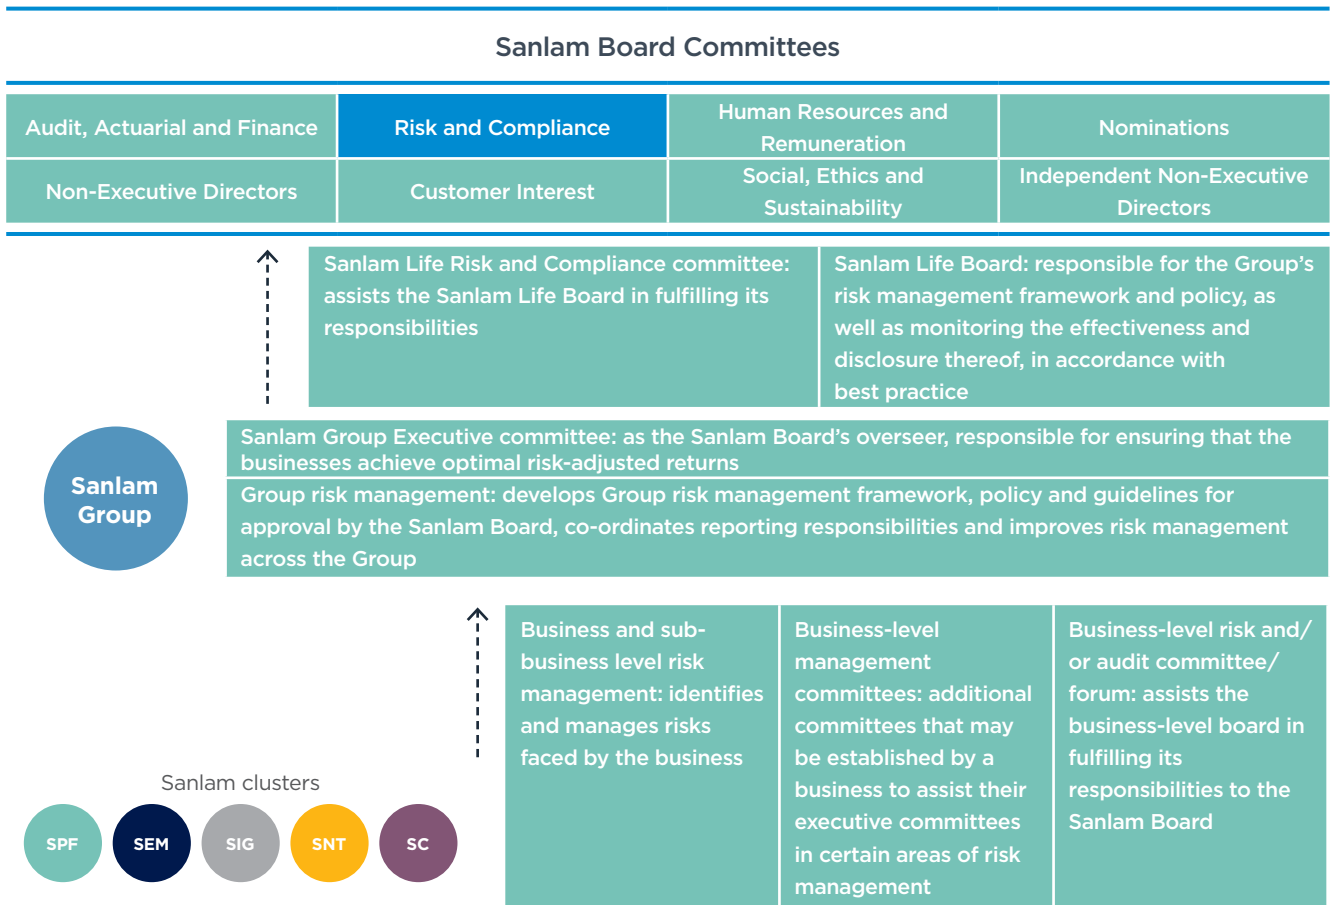 Sanlam Board Committees
Audit, Actuarial and Finance
Risk and Compliance
Human Resources and
Remuneration
Nominations
Non-Executive Directors
Customer Interest
Social, Ethics and
Sustainability
Independent Non-Executive
Directors
Sanlam Life Risk and Compliance committee:
assists the Sanlam Life Board in fulfilling its
responsibilities
Sanlam Life Board: responsible for the Group's
risk management framework and policy, as
well as monitoring the effectiveness and
disclosure thereof, in accordance with
best practice
Sanlam
Group
Sanlam Group Executive committee: as the Sanlam Board's overseer, responsible for ensuring that the
businesses achieve optimal risk-adjusted returns
Group risk management: develops Group risk management framework, policy and guidelines for
approval by the Sanlam Board, co-ordinates reporting responsibilities and improves risk management
across the Group
Sanlam clusters
SPF
SEM
SIG
SNT
SC
Business and sub-
business level risk
management: identifies
and manages risks
faced by the business
Business-level
management
committees: additional
committees that may
be established by a
business to assist their
executive committees
in certain areas of risk
management
Business-level risk and/
or audit committee/
forum: assists the
business-level board in
fulfilling its
responsibilities to the
Sanlam Board